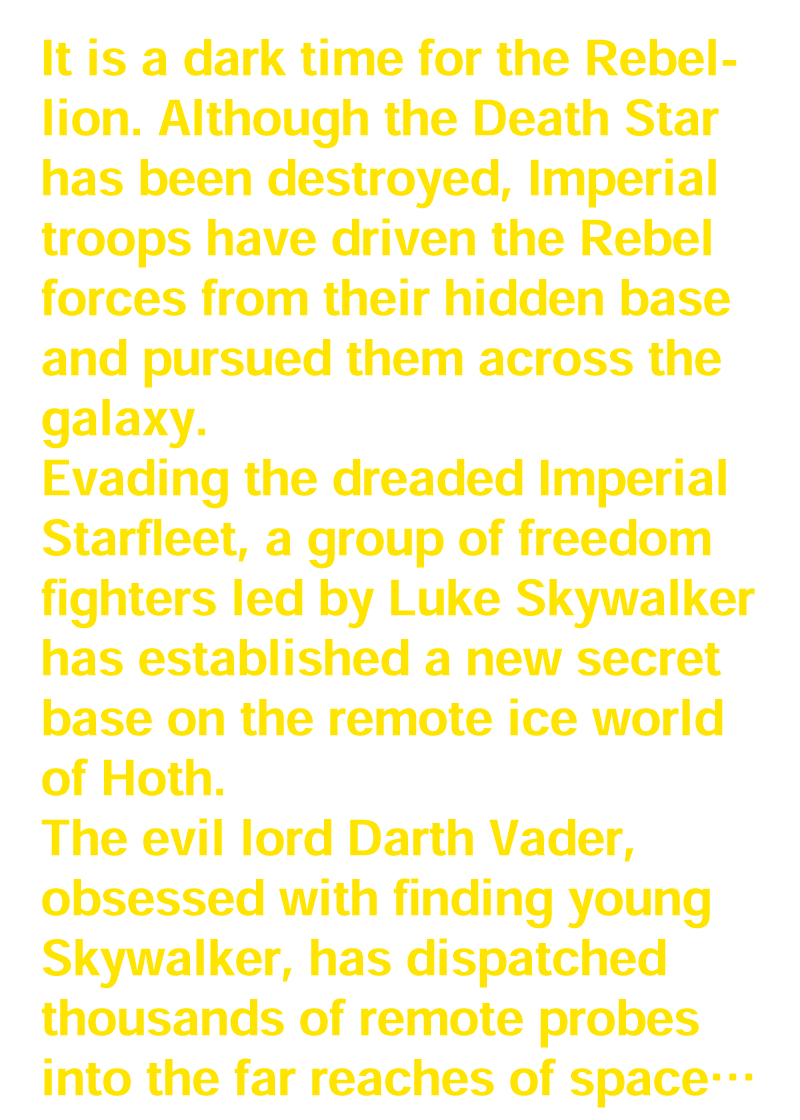 It is a dark time for the Rebel-
lion. Although the Death Star
has been destroyed, Imperial
troops have driven the Rebel
forces from their hidden base
and pursued them across the
galaxy.
Evading the dreaded Imperial
Starfleet, a group of freedom
fighters led by Luke Skywalker
has established a new secret
base on the remote ice world
of Hoth.
The evil lord Darth Vader,
obsessed with finding young
Skywalker, has dispatched
thousands of remote probes
into the far reaches of space···